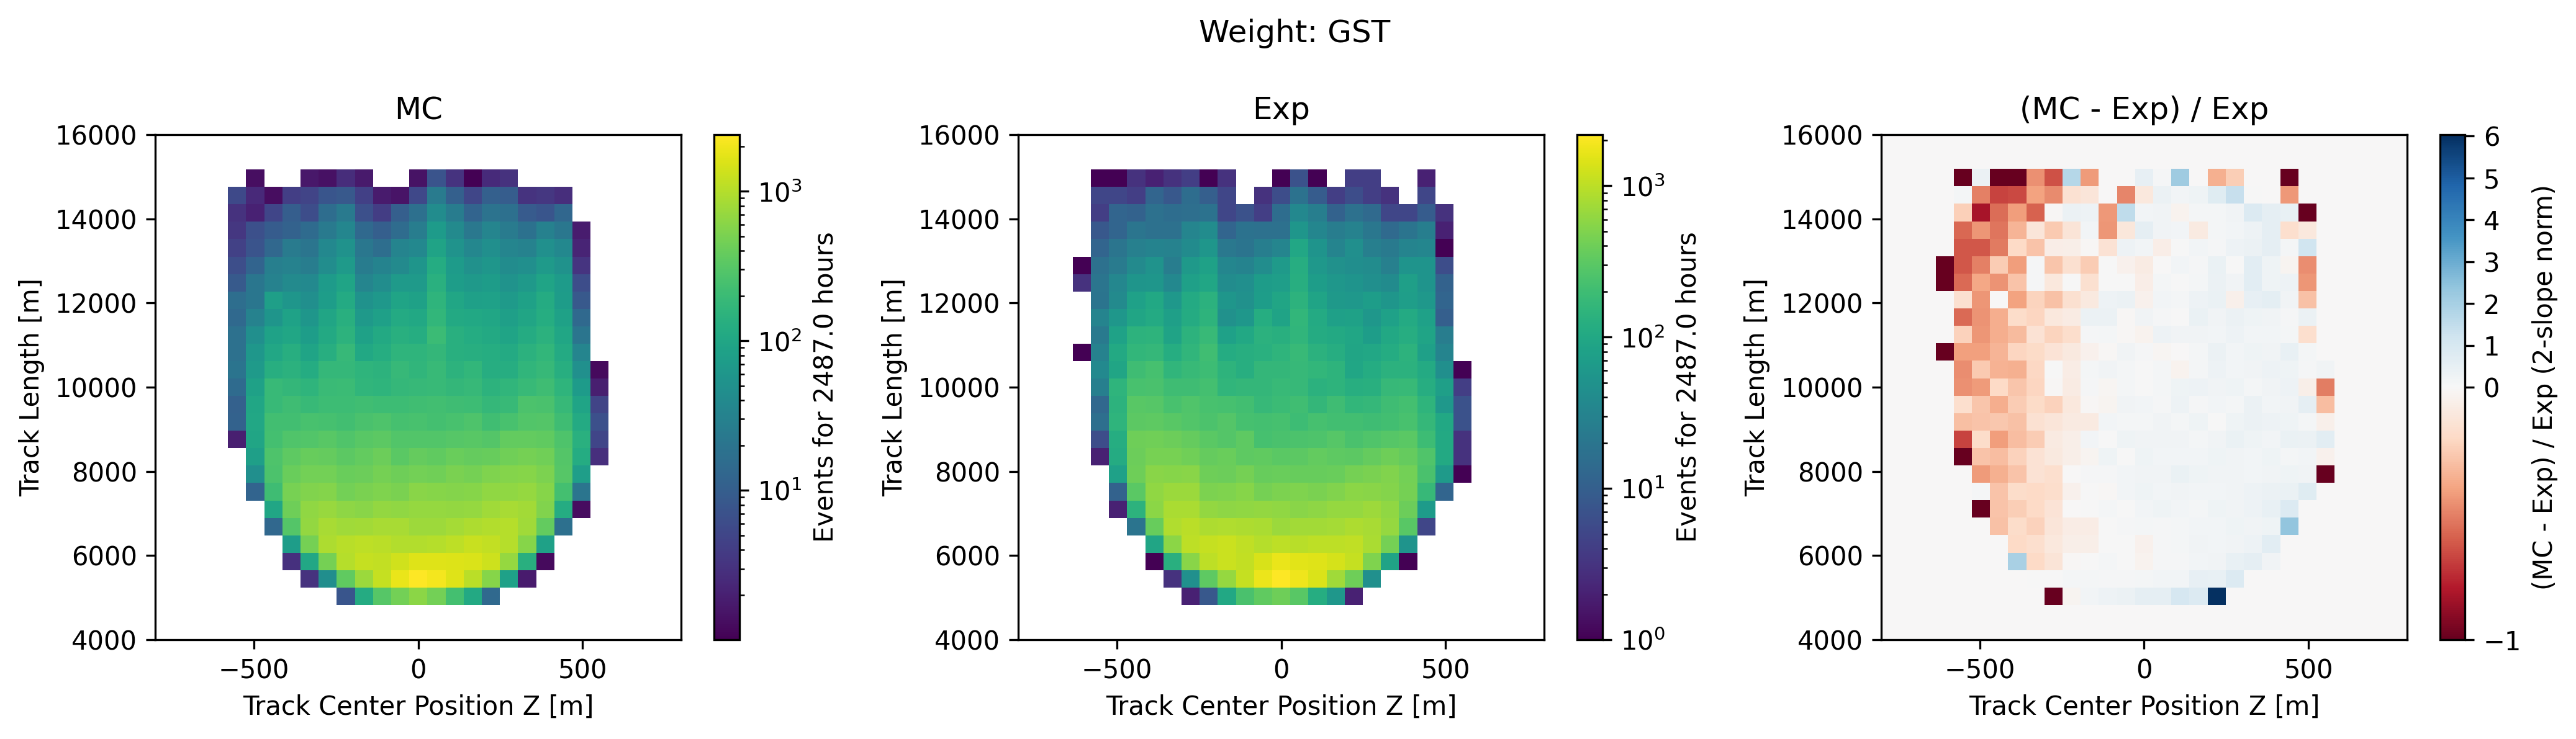 Weight: GST
MC
16000
14000
12000
10000
8000
6000
4000
Track Length [m]
−500 0 500
Track Center Position Z [m]
10³
10²
10¹
Events for 2487.0 hours
Exp
16000
14000
12000
10000
8000
6000
4000
Track Length [m]
−500 0 500
Track Center Position Z [m]
10³
10²
10¹
10⁰
Events for 2487.0 hours
(MC - Exp) / Exp
16000
14000
12000
10000
8000
6000
4000
Track Length [m]
−500 0 500
Track Center Position Z [m]
6
5
4
3
2
1
0
−1
(MC - Exp) / Exp (2-slope norm)